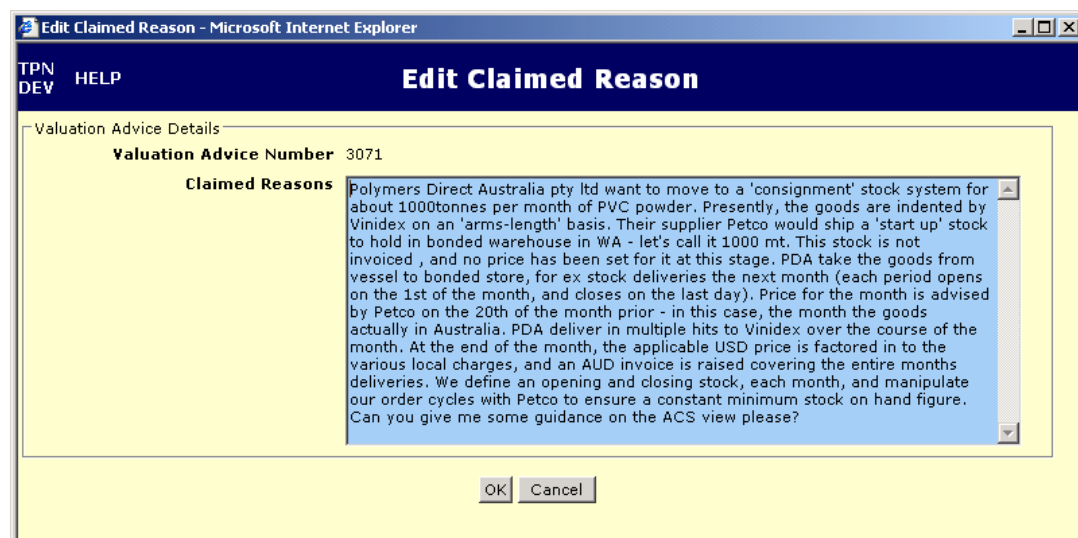 Edit Claimed Reason - Microsoft Internet Explorer
TPN DEV HELP Edit Claimed Reason
Valuation Advice Details
Valuation Advice Number 3071
Claimed Reasons
Polymers Direct Australia pty ltd want to move to a 'consignment' stock system for
about 1000tonnes per month of PVC powder. Presently, the goods are indented by
Vinidex on an 'arms-length' basis. Their supplier Petco would ship a 'start up' stock
to hold in bonded warehouse in WA - let's call it 1000 mt. This stock is not
invoiced , and no price has been set for it at this stage. PDA take the goods from
vessel to bonded store, for ex stock deliveries the next month (each period opens
on the 1st of the month, and closes on the last day). Price for the month is advised
by Petco on the 20th of the month prior - in this case, the month the goods
actually in Australia. PDA deliver in multiple hits to Vinidex over the course of the
month. At the end of the month, the applicable USD price is factored in to the
various local charges, and an AUD invoice is raised covering the entire months
deliveries. We define an opening and closing stock, each month, and manipulate
our order cycles with Petco to ensure a constant minimum stock on hand figure.
Can you give me some guidance on the ACS view please?
OK Cancel